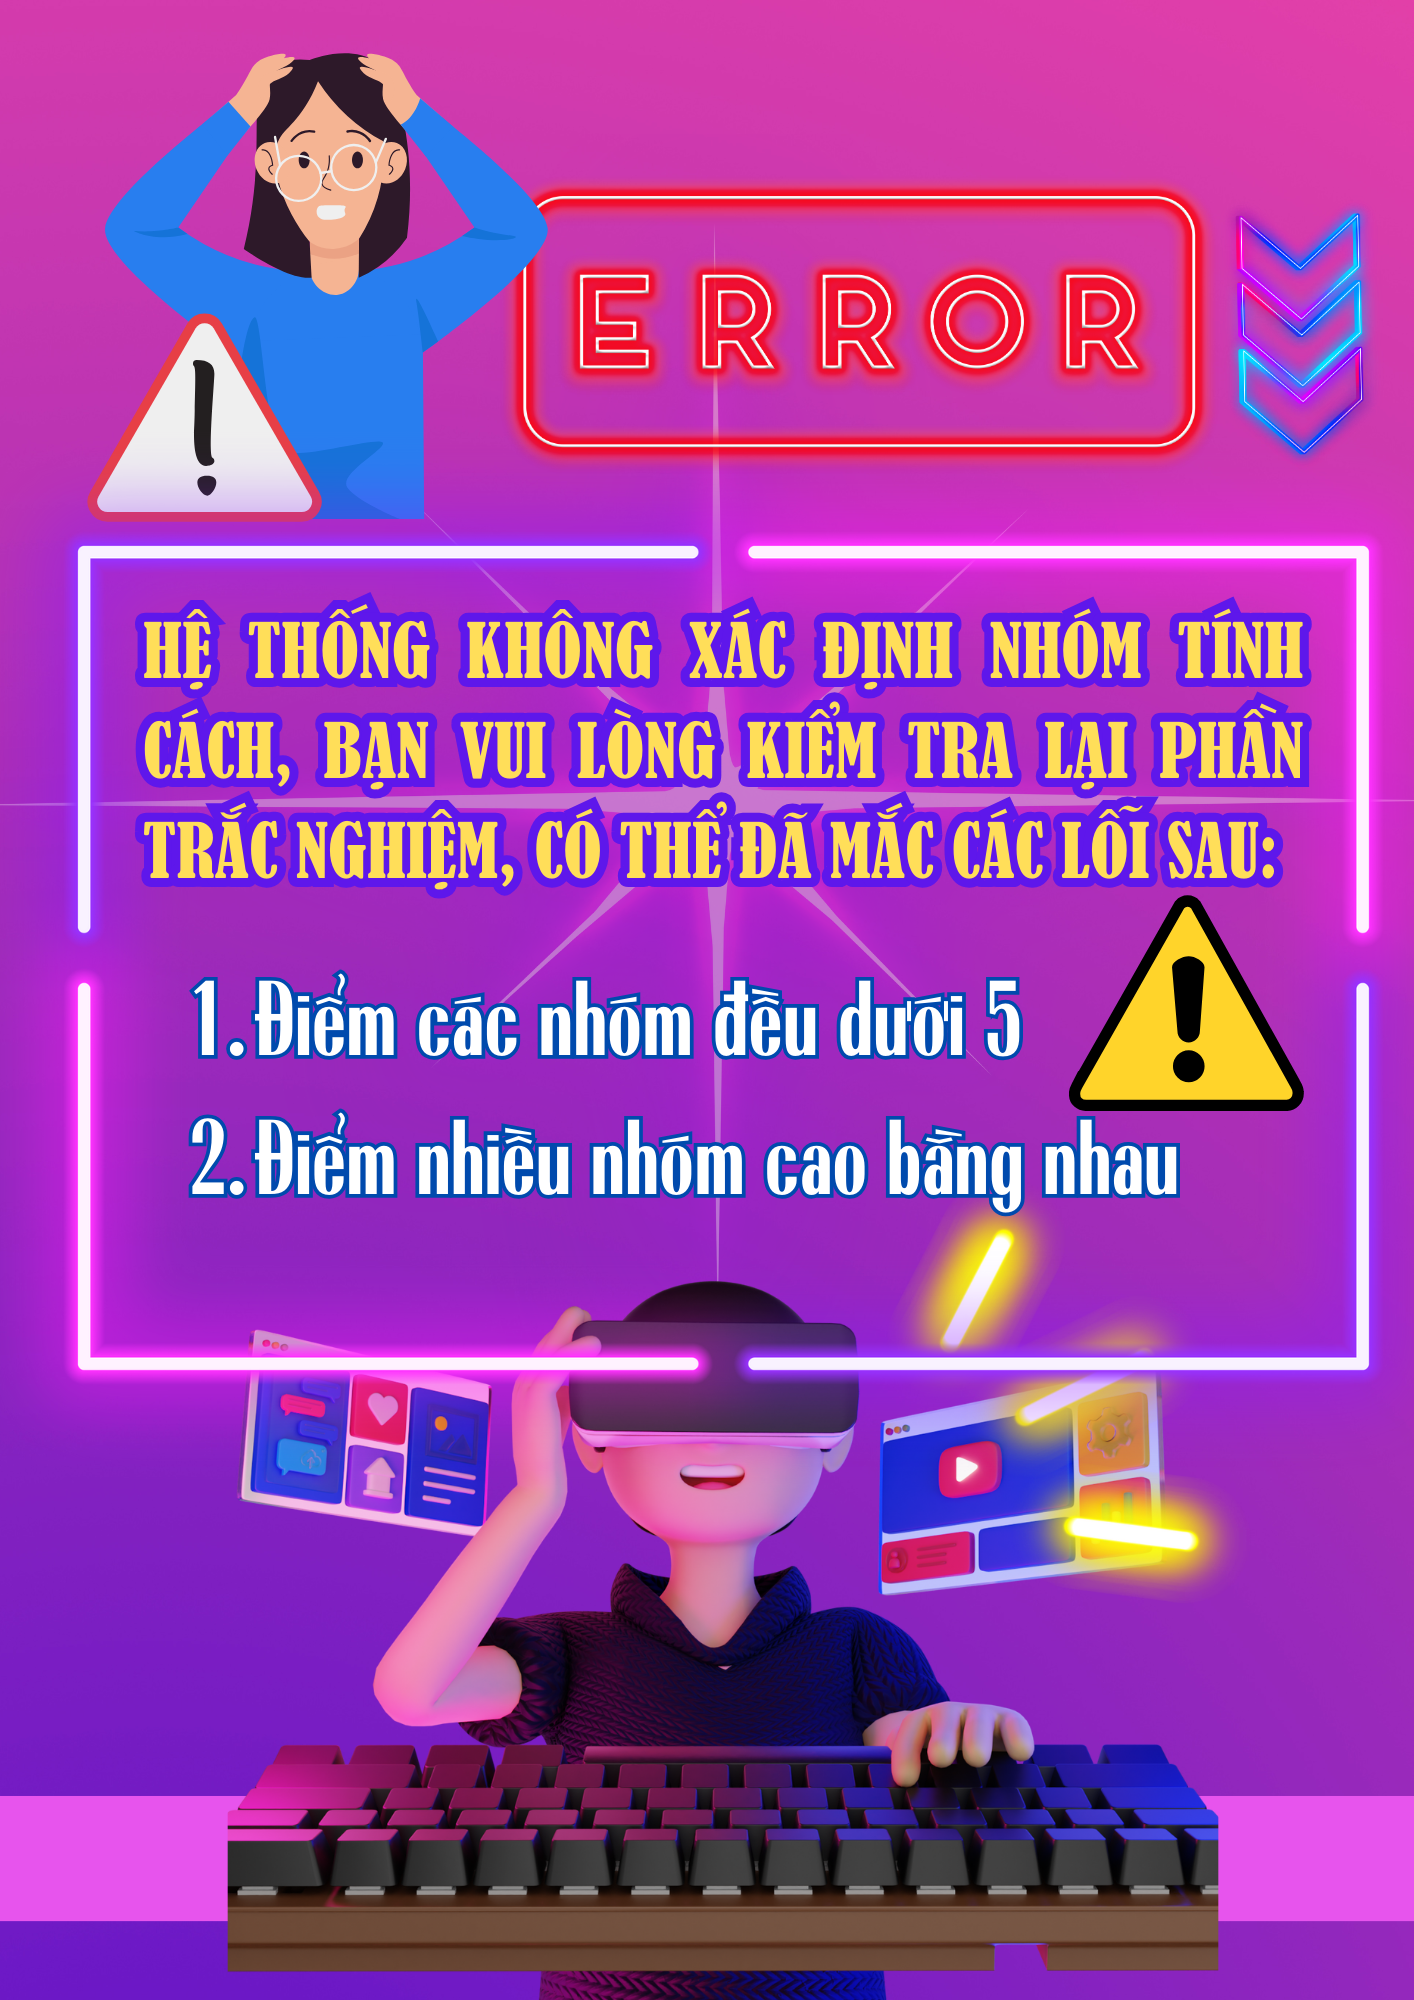 ERROR
HỆ THỐNG KHÔNG XÁC ĐỊNH NHÓM TÍNH
CÁCH, BẠN VUI LÒNG KIỂM TRA LẠI PHẦN
TRẮC NGHIỆM, CÓ THỂ ĐÃ MẮC CÁC LỖI SAU:
1. Điểm các nhóm đều dưới 5
2. Điểm nhiều nhóm cao bằng nhau